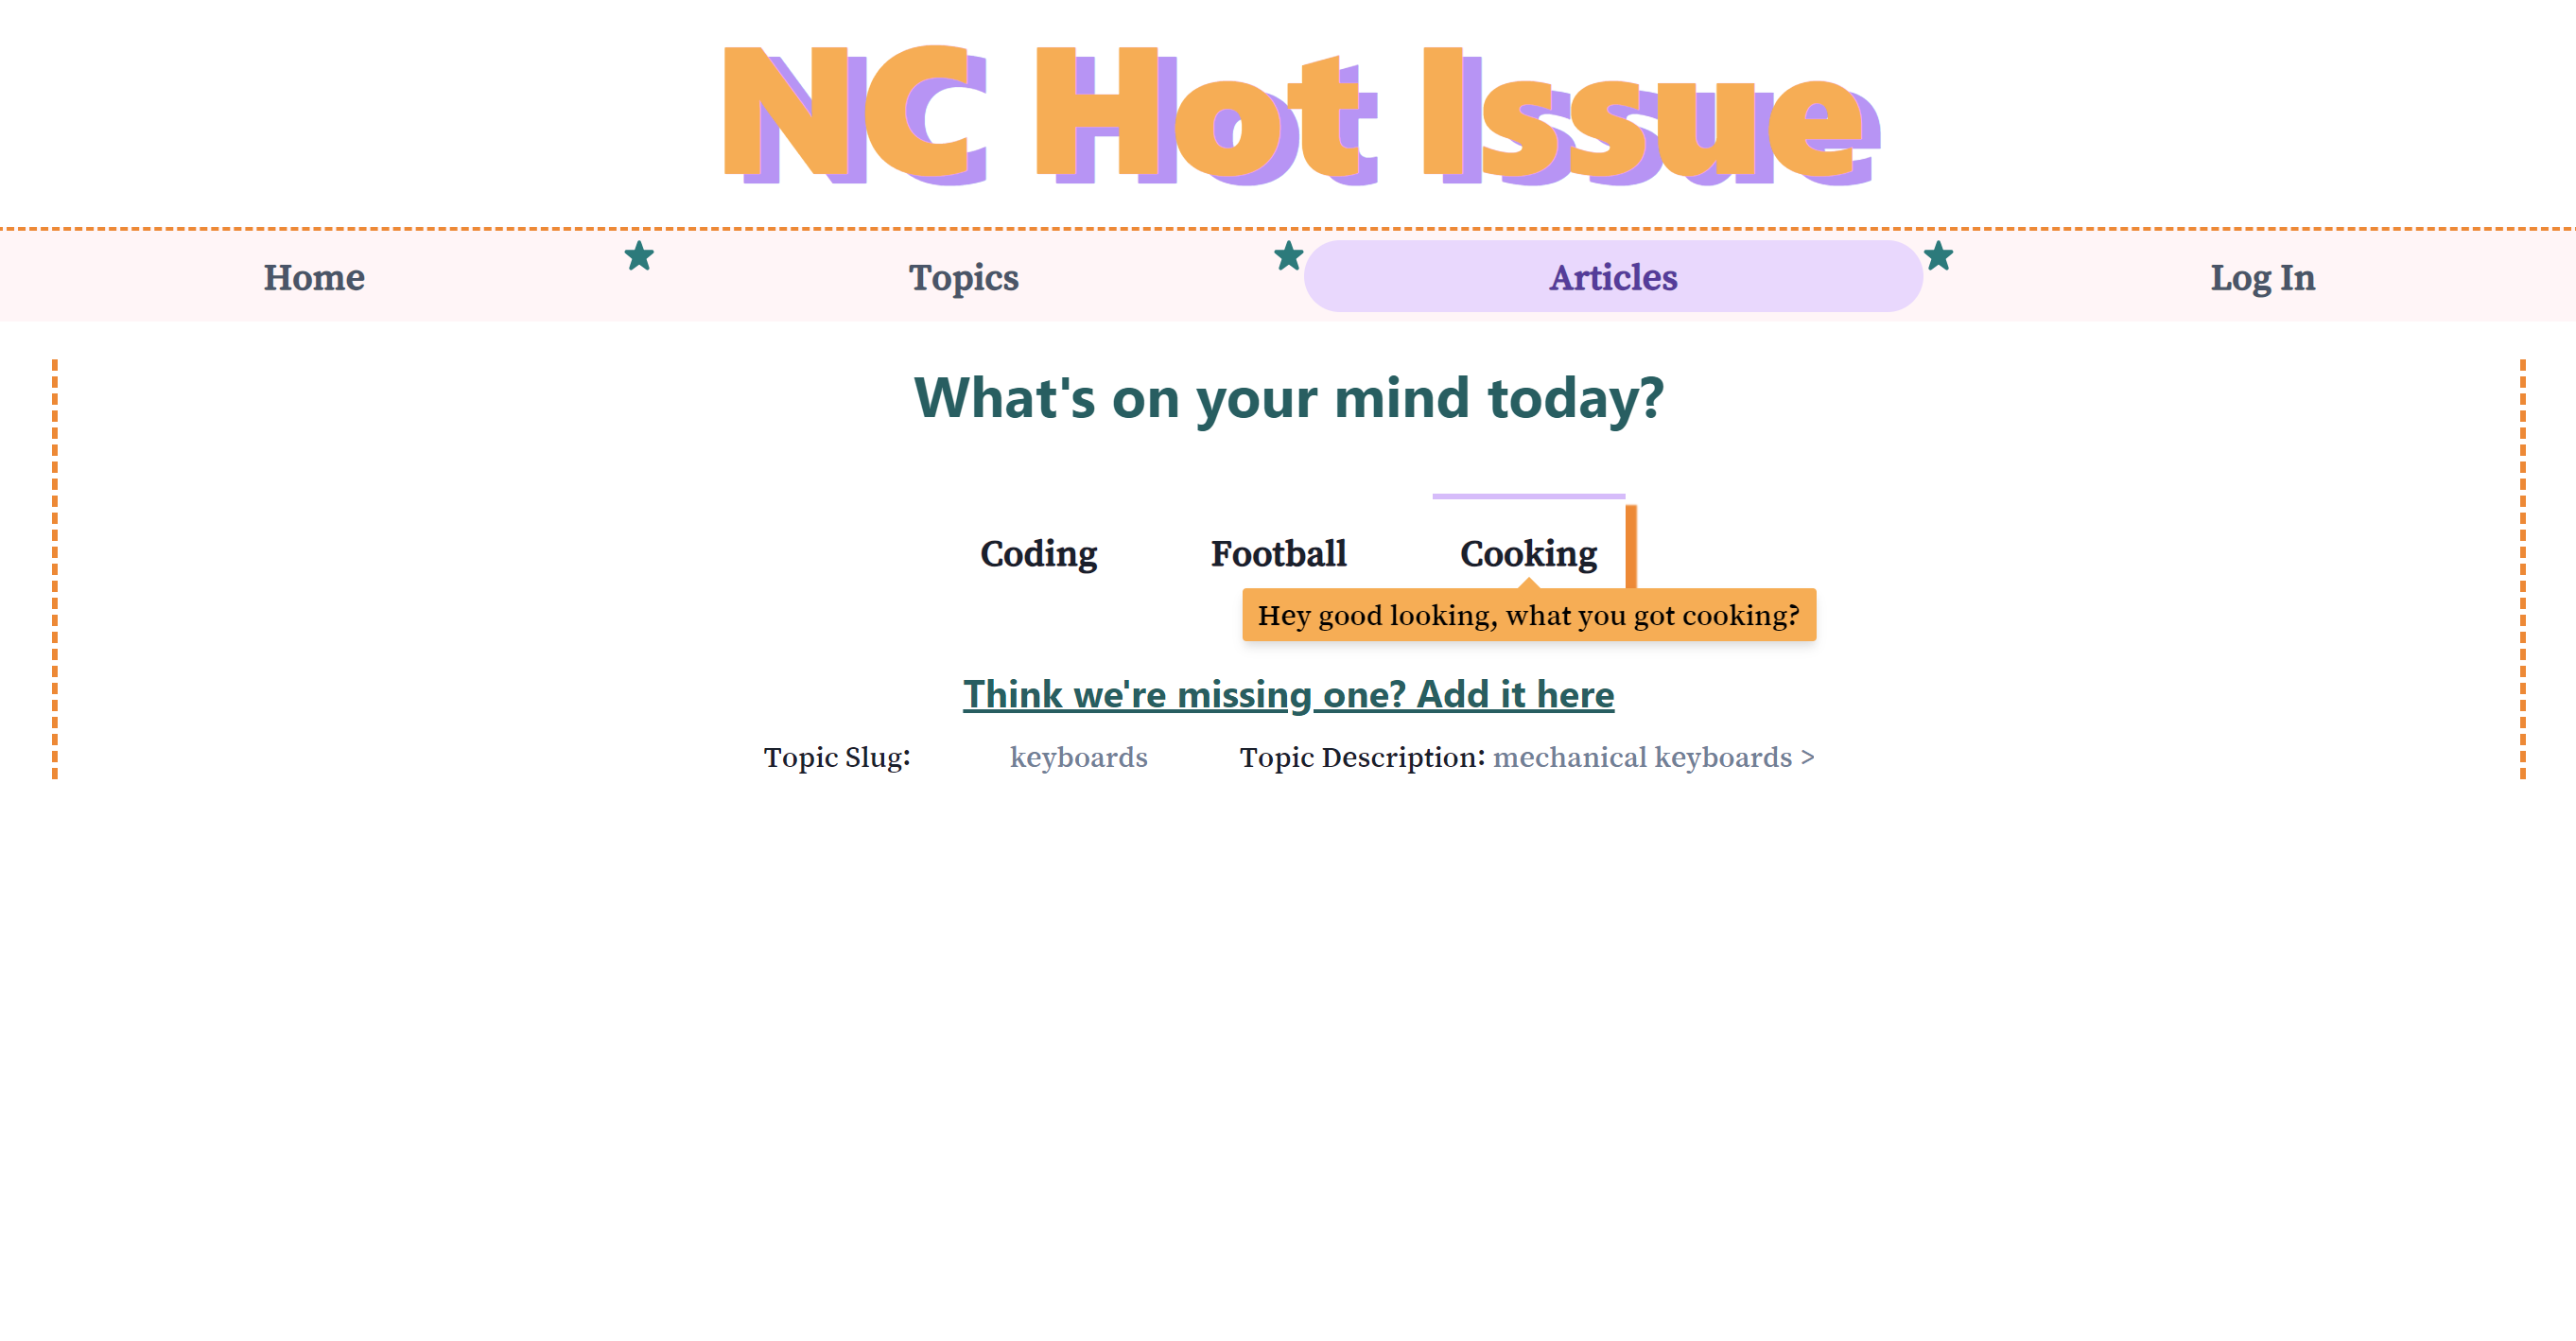 NC Hot Issue
Home Topics Articles Log In
What's on your mind today?
Coding Football Cooking
Hey good looking, what you got cooking?
Think we're missing one? Add it here
Topic Slug: keyboards Topic Description: mechanical keyboards >